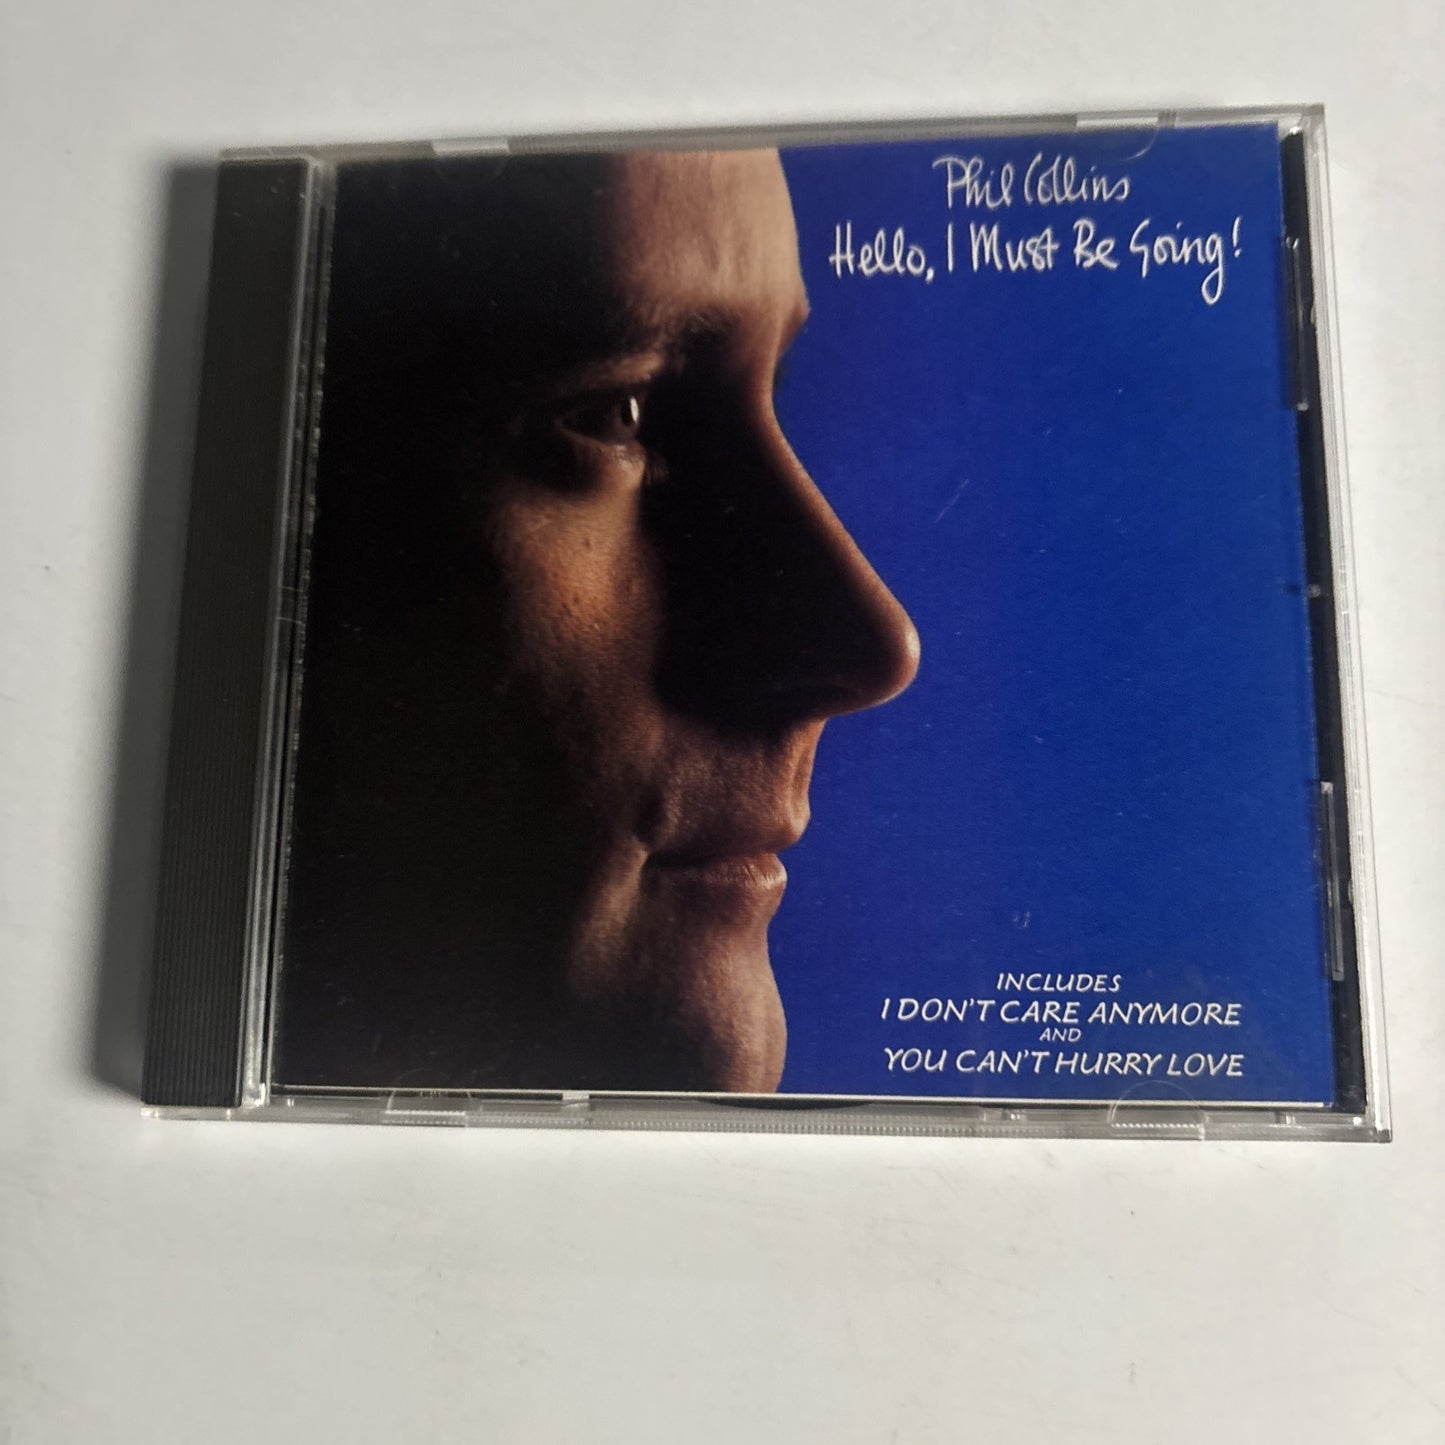 Phil Collins
Hello, I Must Be Going!
INCLUDES
I DON'T CARE ANYMORE
AND
YOU CAN'T HURRY LOVE